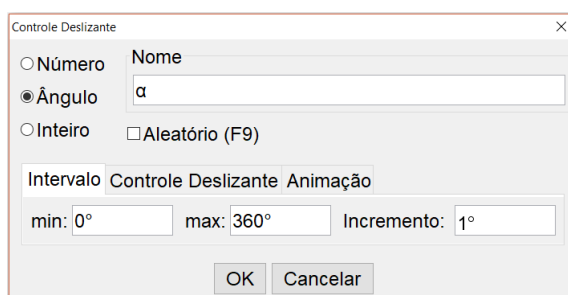 Controle Deslizante
Número
Ângulo
Inteiro
Nome
α
Aleatório (F9)
Intervalo Controle Deslizante Animação
min: 0° max: 360° Incremento: 1°
OK Cancelar